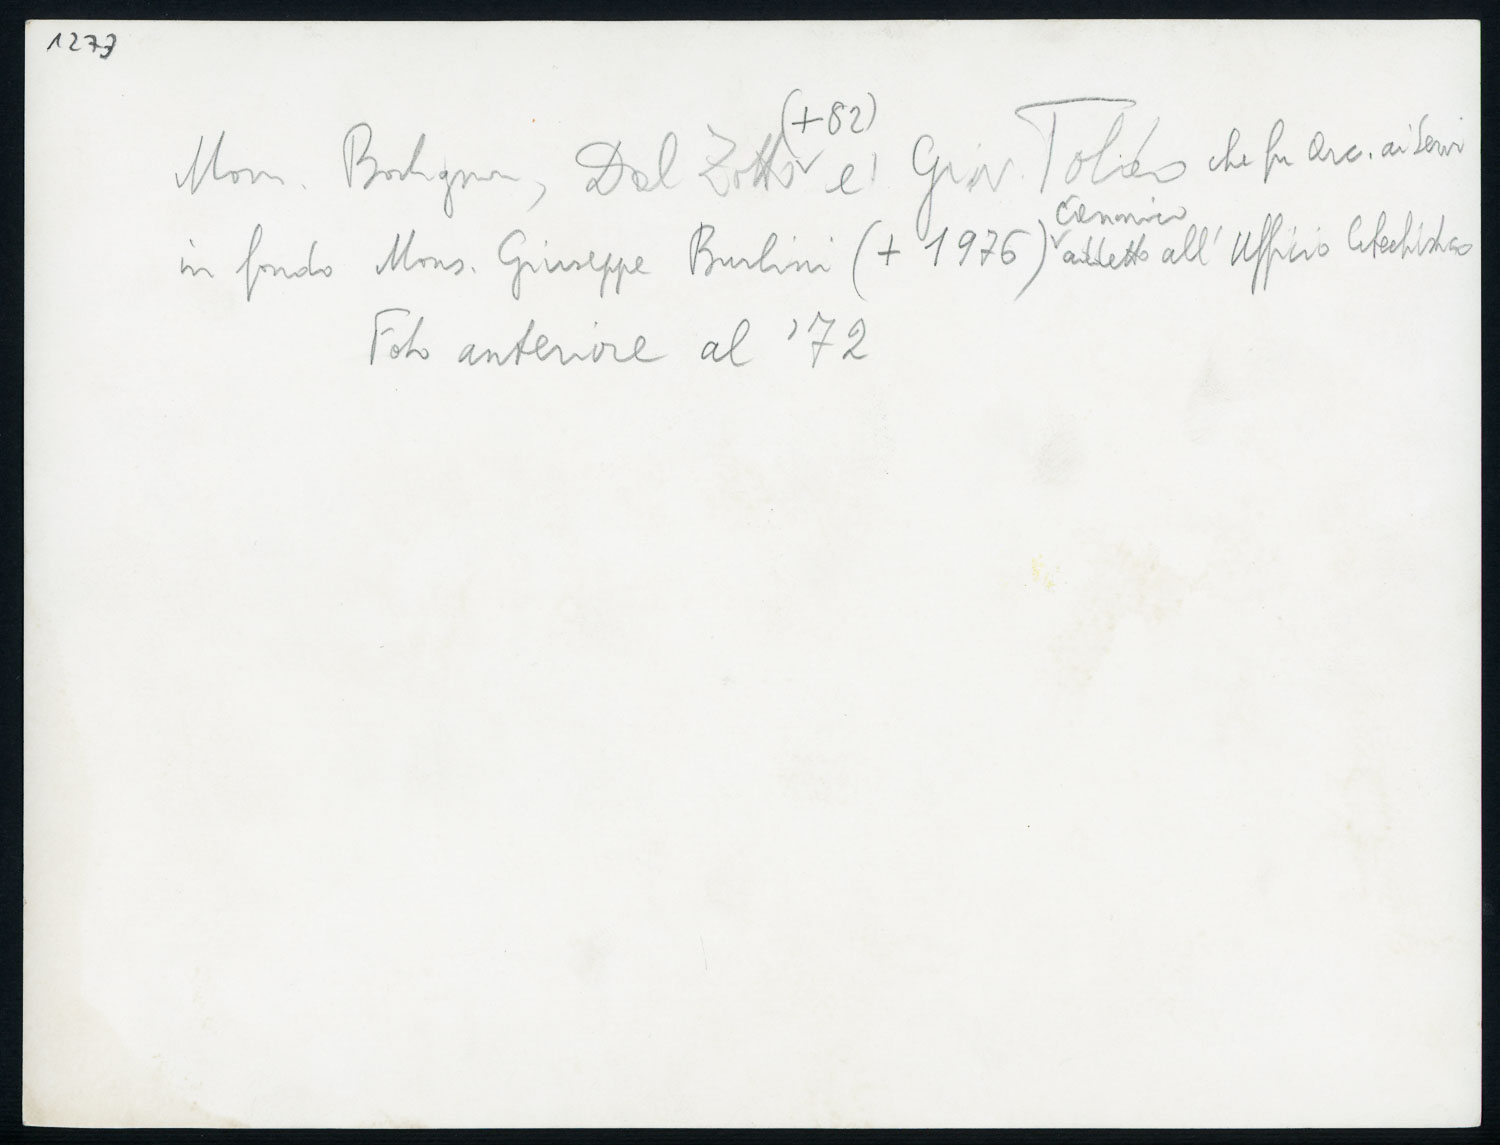 1273
Mons. Bordignon, Dal Zotto (+82) e Giov. Tolio che fu Arc. ai Servi
in fondo Mons. Giuseppe Burlini (+ 1976) Canonico addetto all' Ufficio Catechistico
Foto anteriore al '72